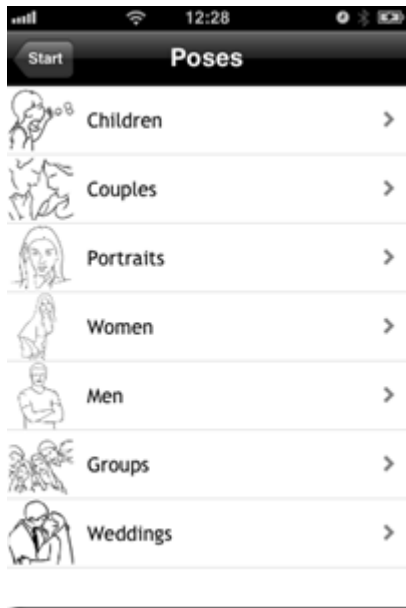 12:28
Start
Poses
Children
Couples
Portraits
Women
Men
Groups
Weddings